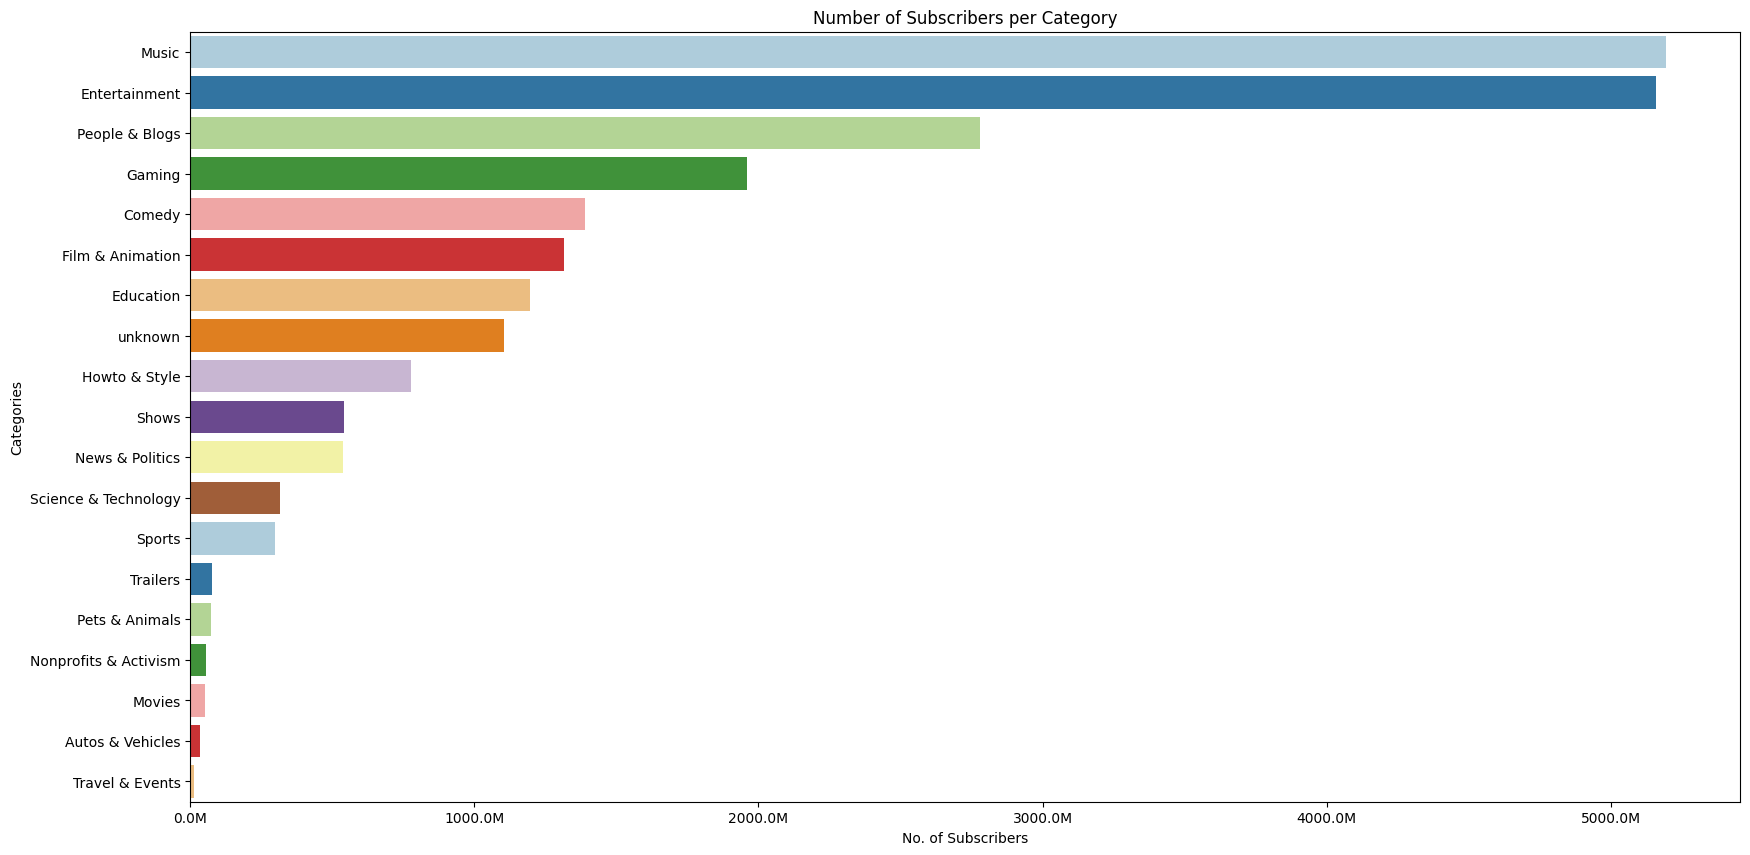 Number of Subscribers per Category
Categories
Music
Entertainment
People & Blogs
Gaming
Comedy
Film & Animation
Education
unknown
Howto & Style
Shows
News & Politics
Science & Technology
Sports
Trailers
Pets & Animals
Nonprofits & Activism
Movies
Autos & Vehicles
Travel & Events
0.0M 1000.0M 2000.0M 3000.0M 4000.0M 5000.0M
No. of Subscribers